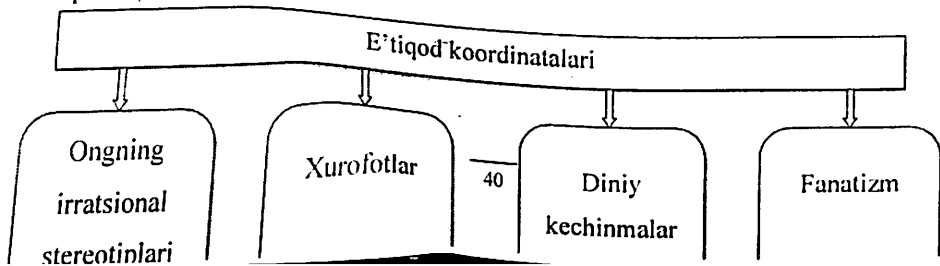 E’tiqod koordinatalari
Ongning
irratsional
stereotiplari
Xurofotlar
40
Diniy
kechinmalar
Fanatizm